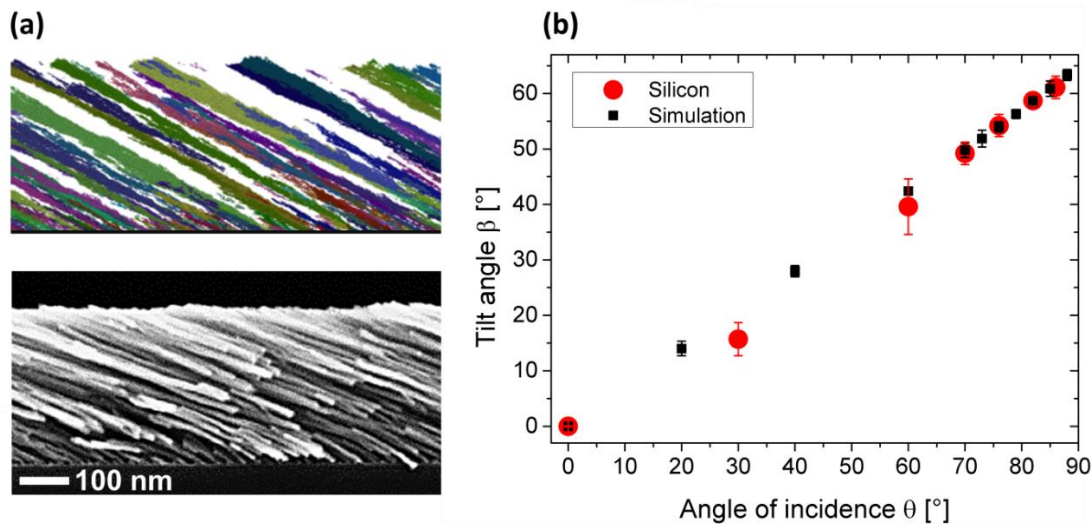 (a)
100 nm
(b)
Silicon
Simulation
Tilt angle β [°]
60
50
40
30
20
10
0
0 10 20 30 40 50 60 70 80 90
Angle of incidence θ [°]